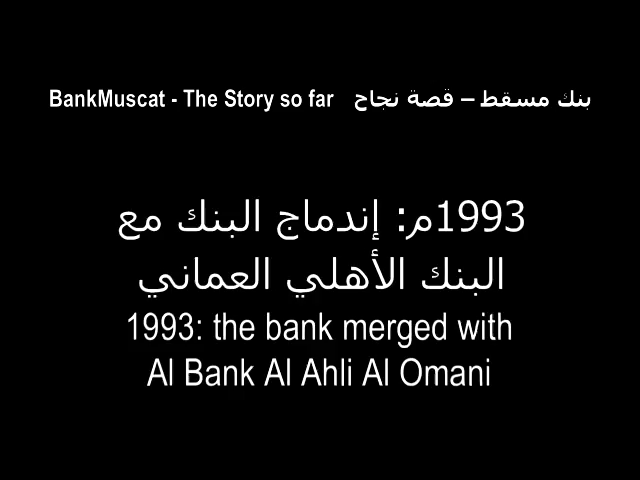 BankMuscat - The Story so far بنك مسقط – قصة نجاح
1993م: إندماج البنك مع
البنك الأهلي العماني
1993: the bank merged with
Al Bank Al Ahli Al Omani